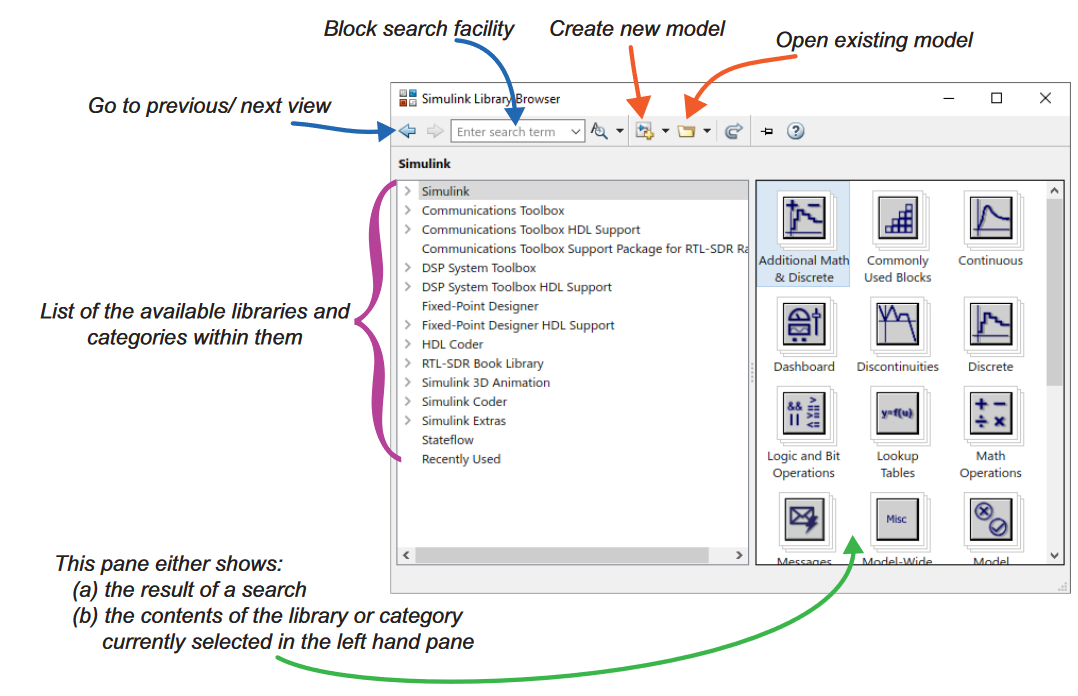 Block search facility
Create new model
Open existing model
Go to previous/ next view
Simulink Library Browser
Enter search term
Simulink
Simulink
Communications Toolbox
Communications Toolbox HDL Support
Communications Toolbox Support Package for RTL-SDR Ra
DSP System Toolbox
DSP System Toolbox HDL Support
Fixed-Point Designer
Fixed-Point Designer HDL Support
HDL Coder
RTL-SDR Book Library
Simulink 3D Animation
Simulink Coder
Simulink Extras
Stateflow
Recently Used
List of the available libraries and
categories within them
Additional Math
& Discrete
Commonly
Used Blocks
Continuous
Dashboard
Discontinuities
Discrete
&& >
|| ==
>=
<=
y=f(u)
+ −
÷ ×
Logic and Bit
Operations
Lookup
Tables
Math
Operations
Misc
Messages
Model-Wide
Model
This pane either shows:
(a) the result of a search
(b) the contents of the library or category
currently selected in the left hand pane